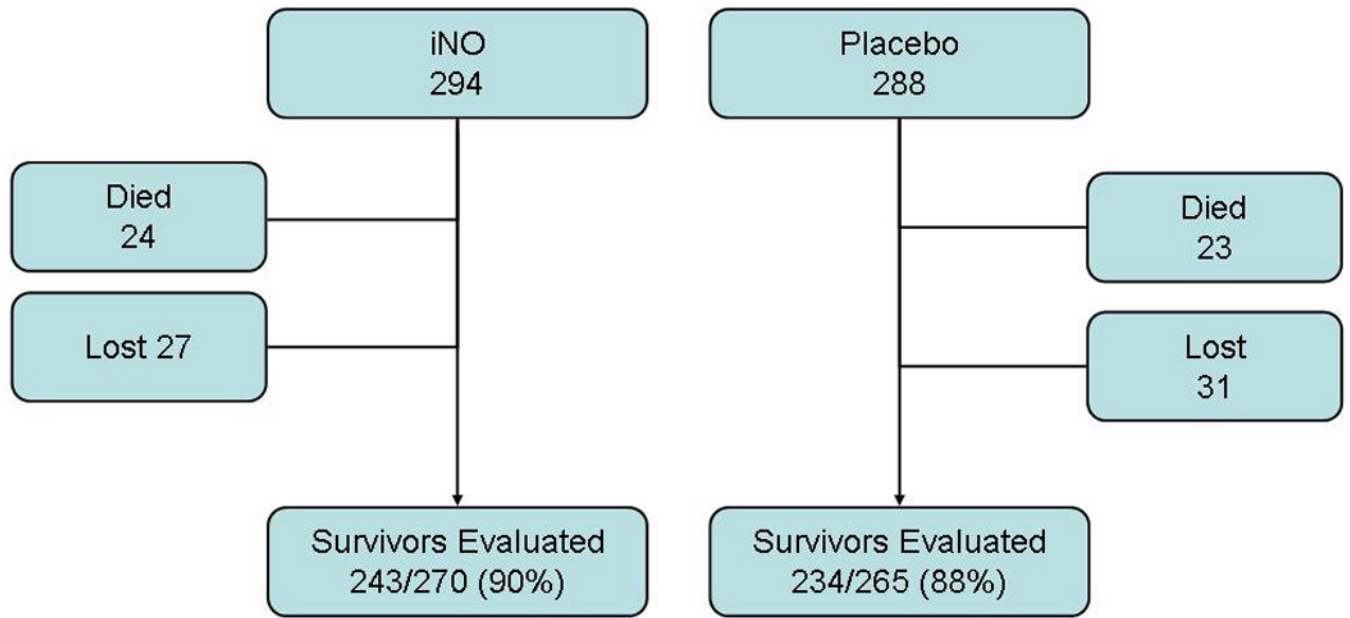 iNO
294
Placebo
288
Died
24
Died
23
Lost 27
Lost
31
Survivors Evaluated
243/270 (90%)
Survivors Evaluated
234/265 (88%)